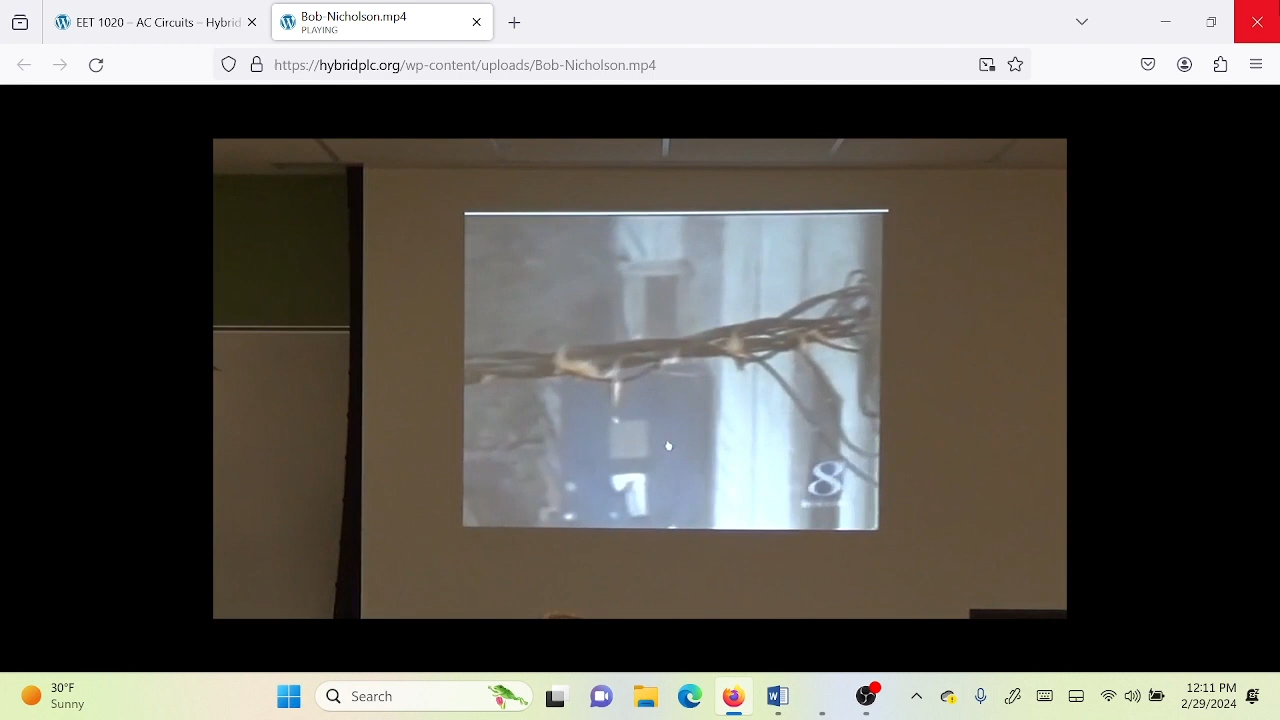 EET 1020 – AC Circuits – Hybrid
Bob-Nicholson.mp4
PLAYING
https://hybridplc.org/wp-content/uploads/Bob-Nicholson.mp4
8
30°F
Sunny
Search
12:11 PM
2/29/2024